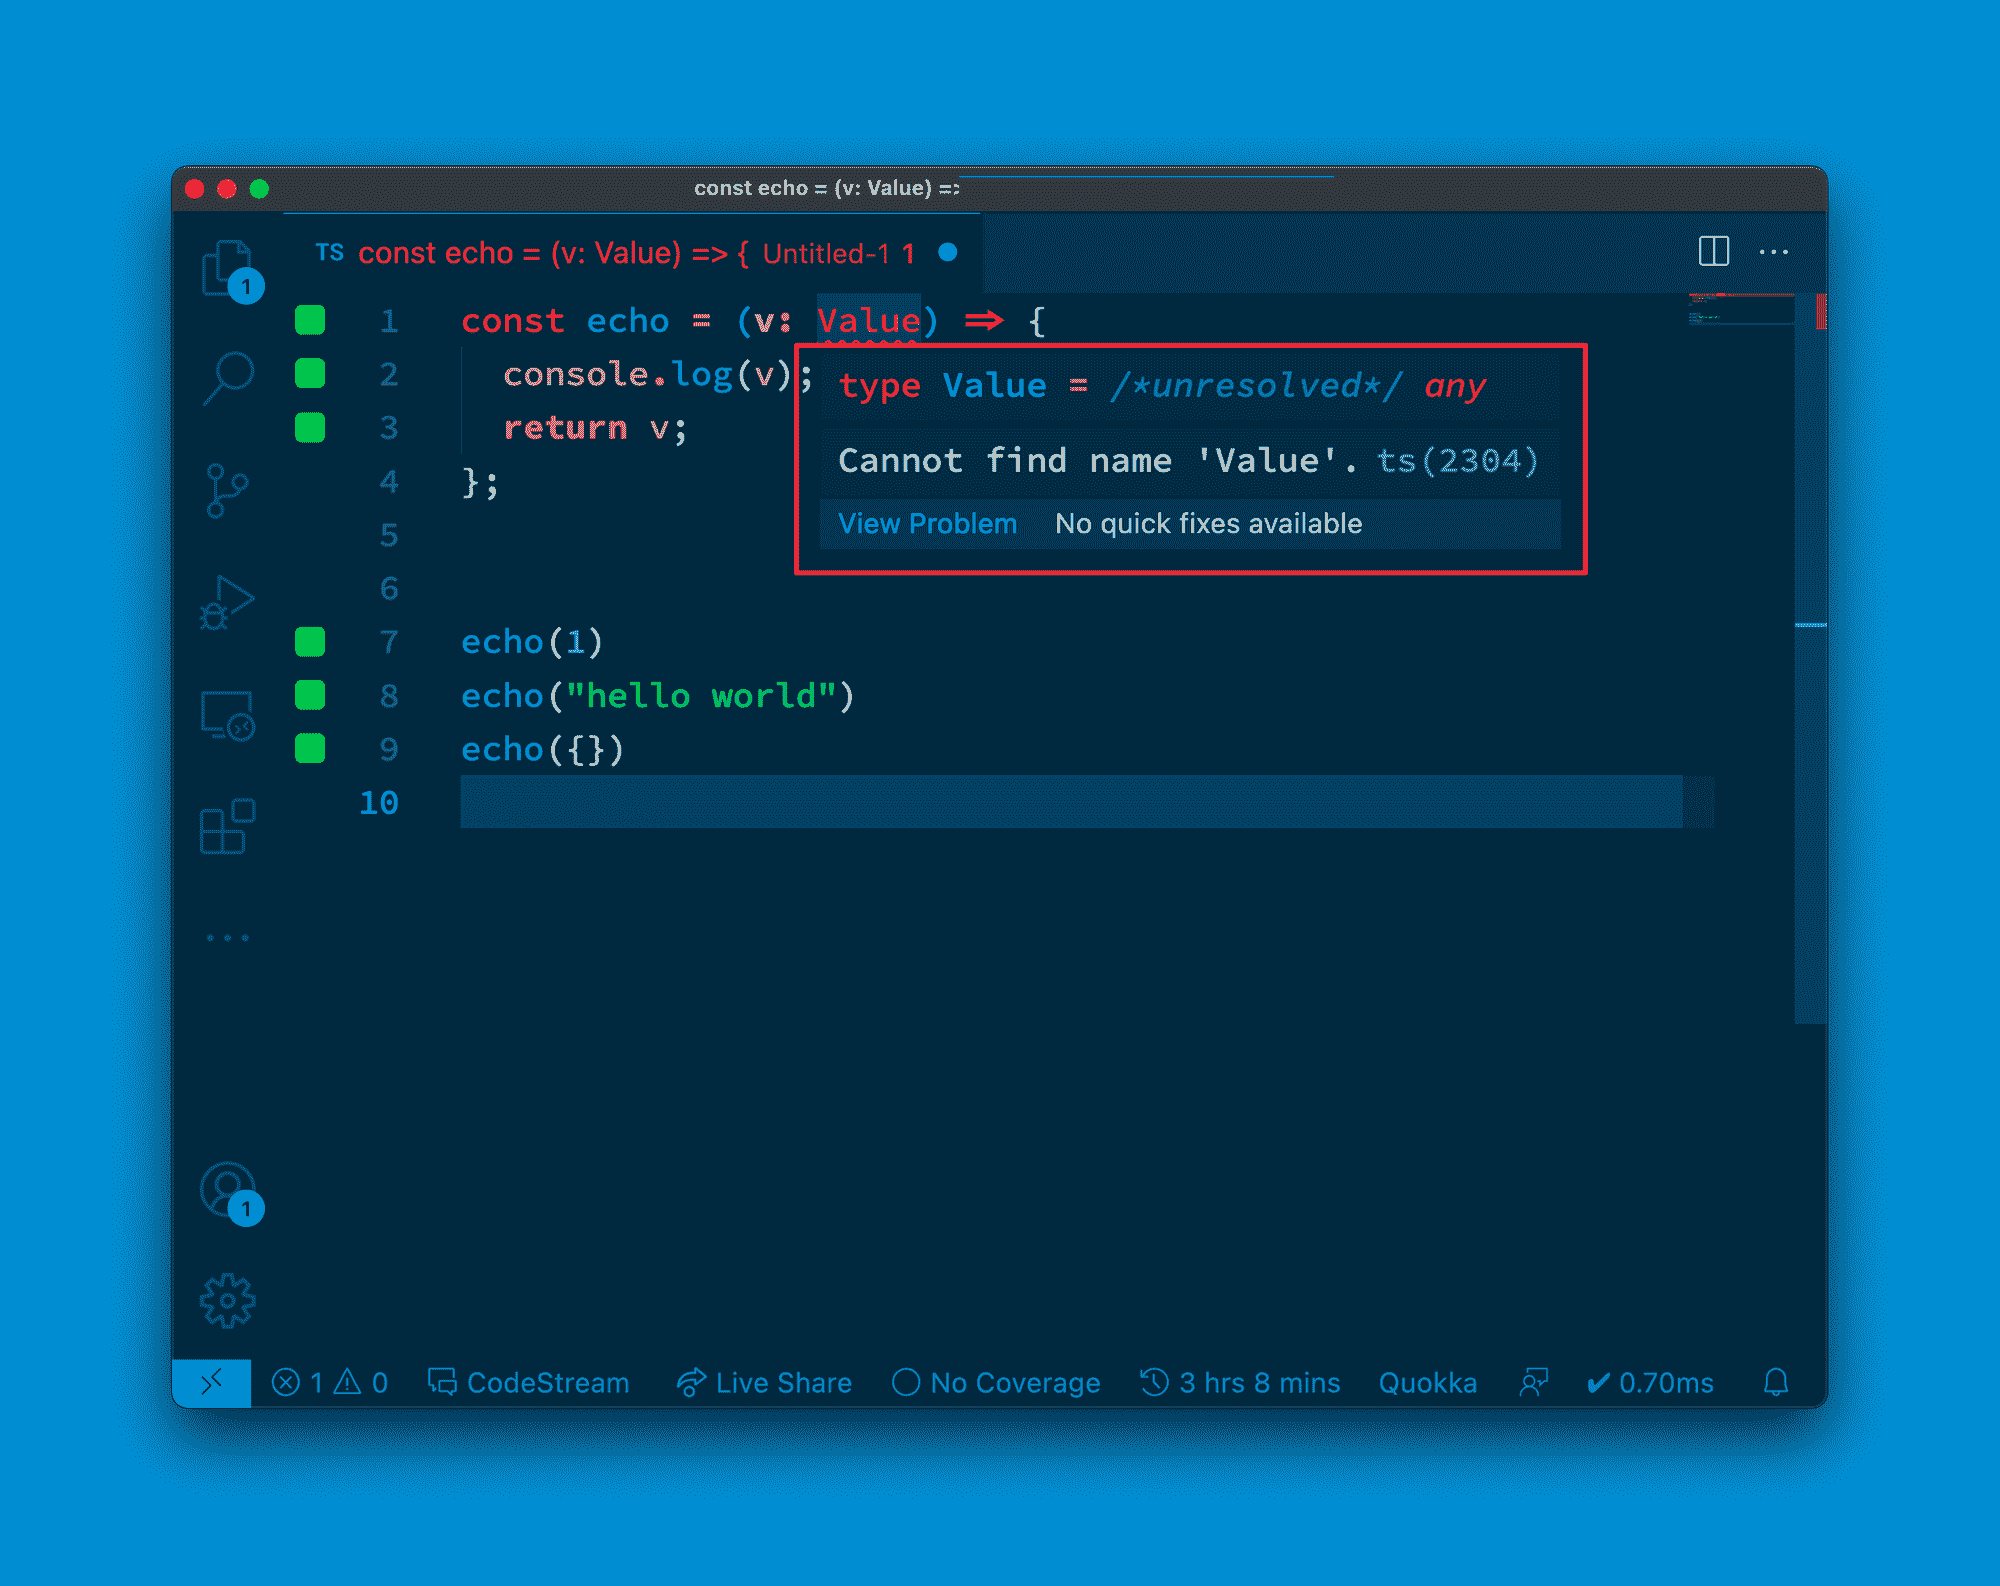 const echo = (v: Value) =>
TS const echo = (v: Value) => { Untitled-1 1
1
1 const echo = (v: Value) => {
2 console.log(v);
3 return v;
4 };
5
6
7 echo(1)
8 echo("hello world")
9 echo({})
10
type Value = /*unresolved*/ any
Cannot find name 'Value'. ts(2304)
View Problem No quick fixes available
1
1 0 CodeStream Live Share No Coverage 3 hrs 8 mins Quokka 0.70ms